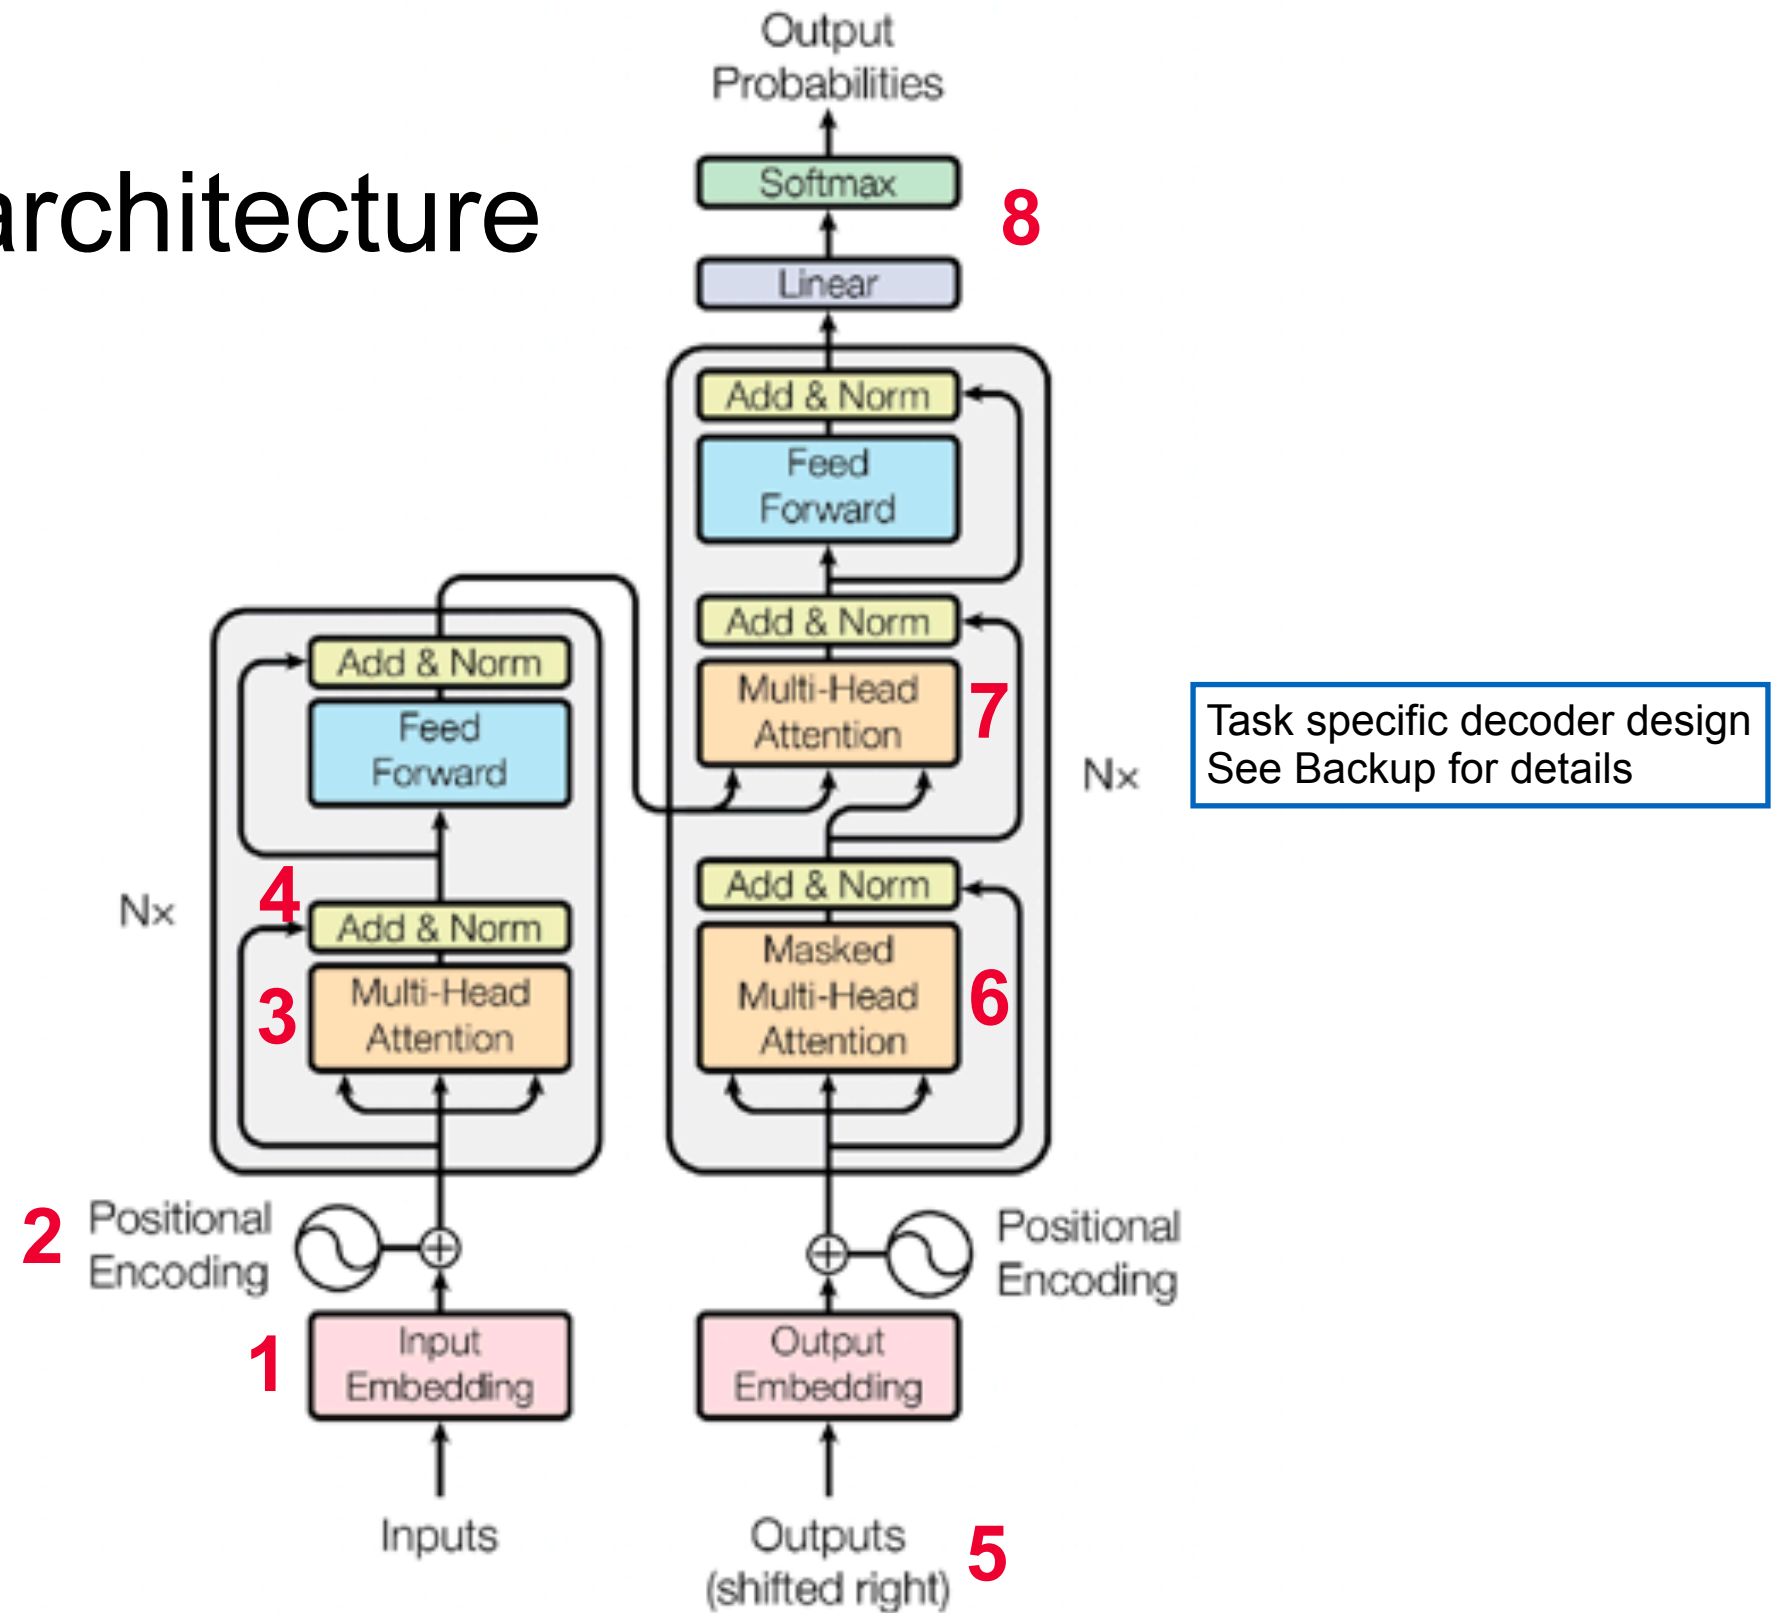 architecture
Output
Probabilities
Softmax
8
Linear
Add & Norm
Feed
Forward
Add & Norm
Multi-Head
Attention
7
Nx
Task specific decoder design
See Backup for details
Add & Norm
Masked
Multi-Head
Attention
6
Add & Norm
Feed
Forward
Nx
4
Add & Norm
3
Multi-Head
Attention
2
Positional
Encoding
Positional
Encoding
1
Input
Embedding
Output
Embedding
Inputs
Outputs
(shifted right)
5